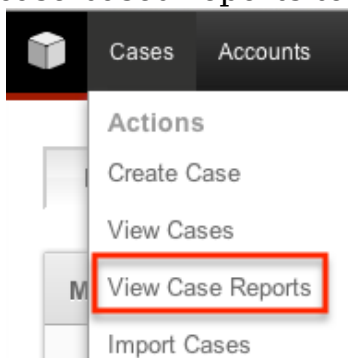 Cases Accounts
Actions
Create Case
View Cases
M
View Case Reports
Import Cases